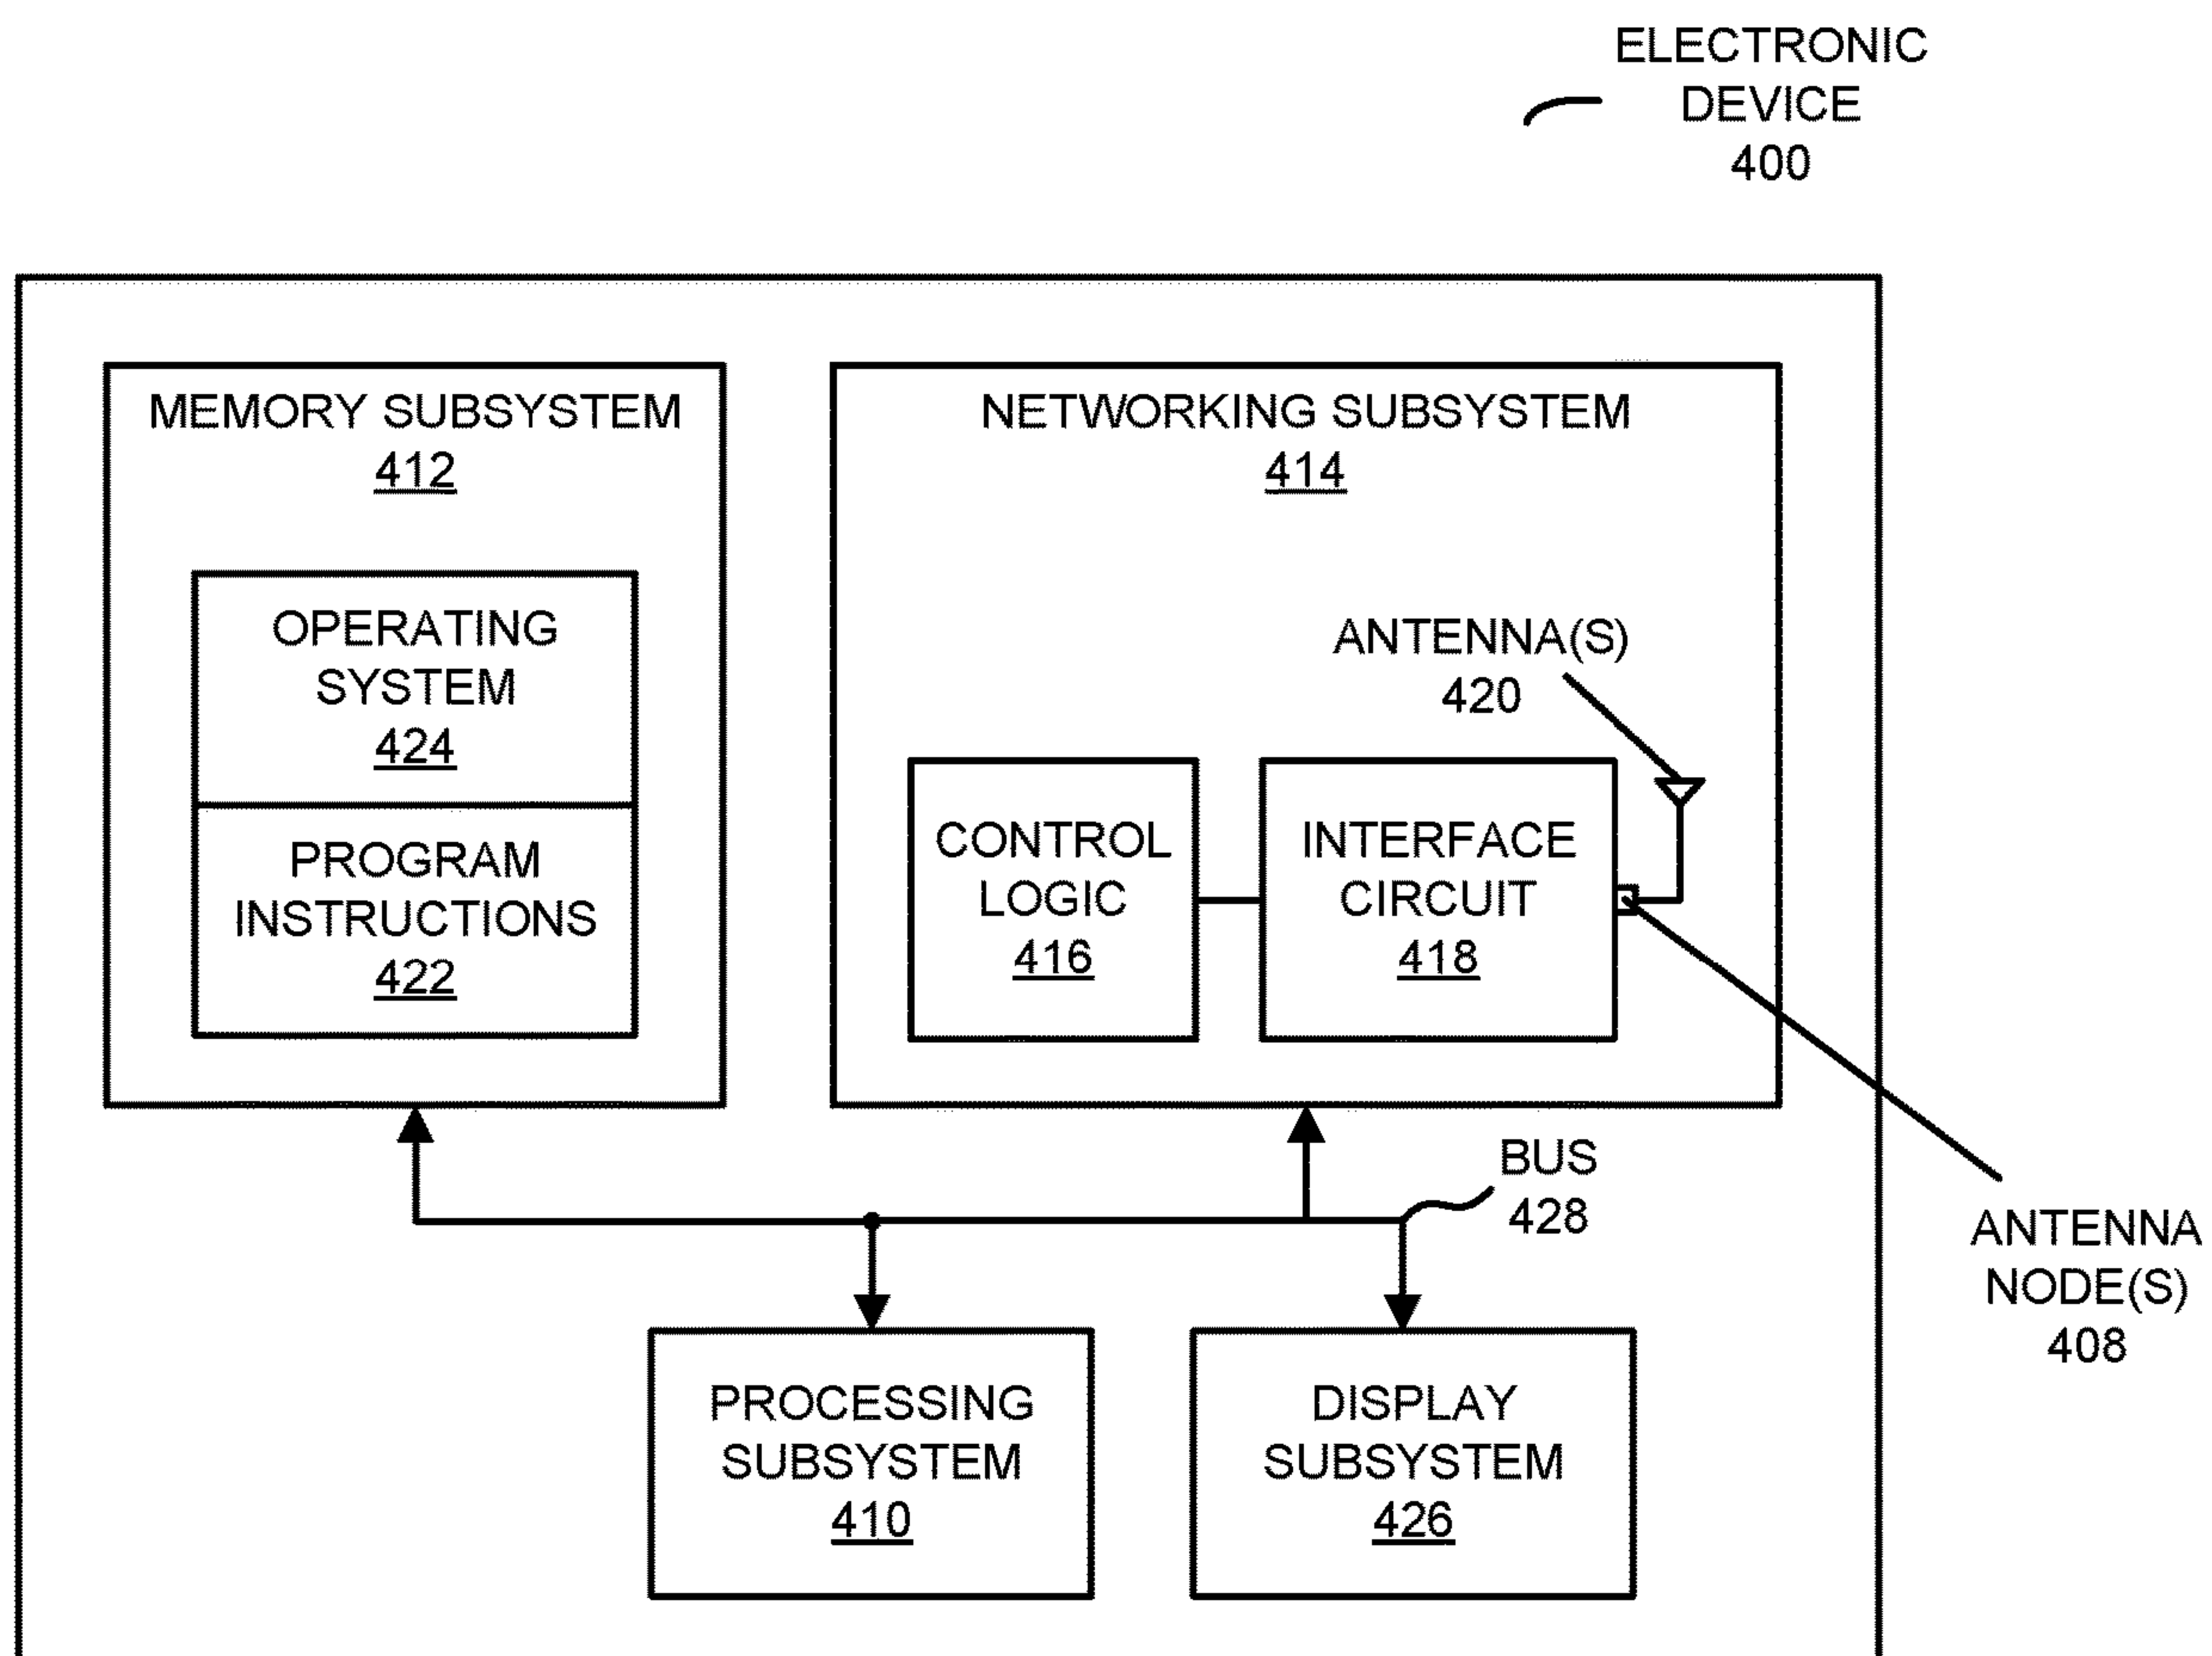 ELECTRONIC
DEVICE
400
MEMORY SUBSYSTEM
412
OPERATING
SYSTEM
424
PROGRAM
INSTRUCTIONS
422
NETWORKING SUBSYSTEM
414
ANTENNA(S)
420
CONTROL
LOGIC
416
INTERFACE
CIRCUIT
418
BUS
428
ANTENNA
NODE(S)
408
PROCESSING
SUBSYSTEM
410
DISPLAY
SUBSYSTEM
426